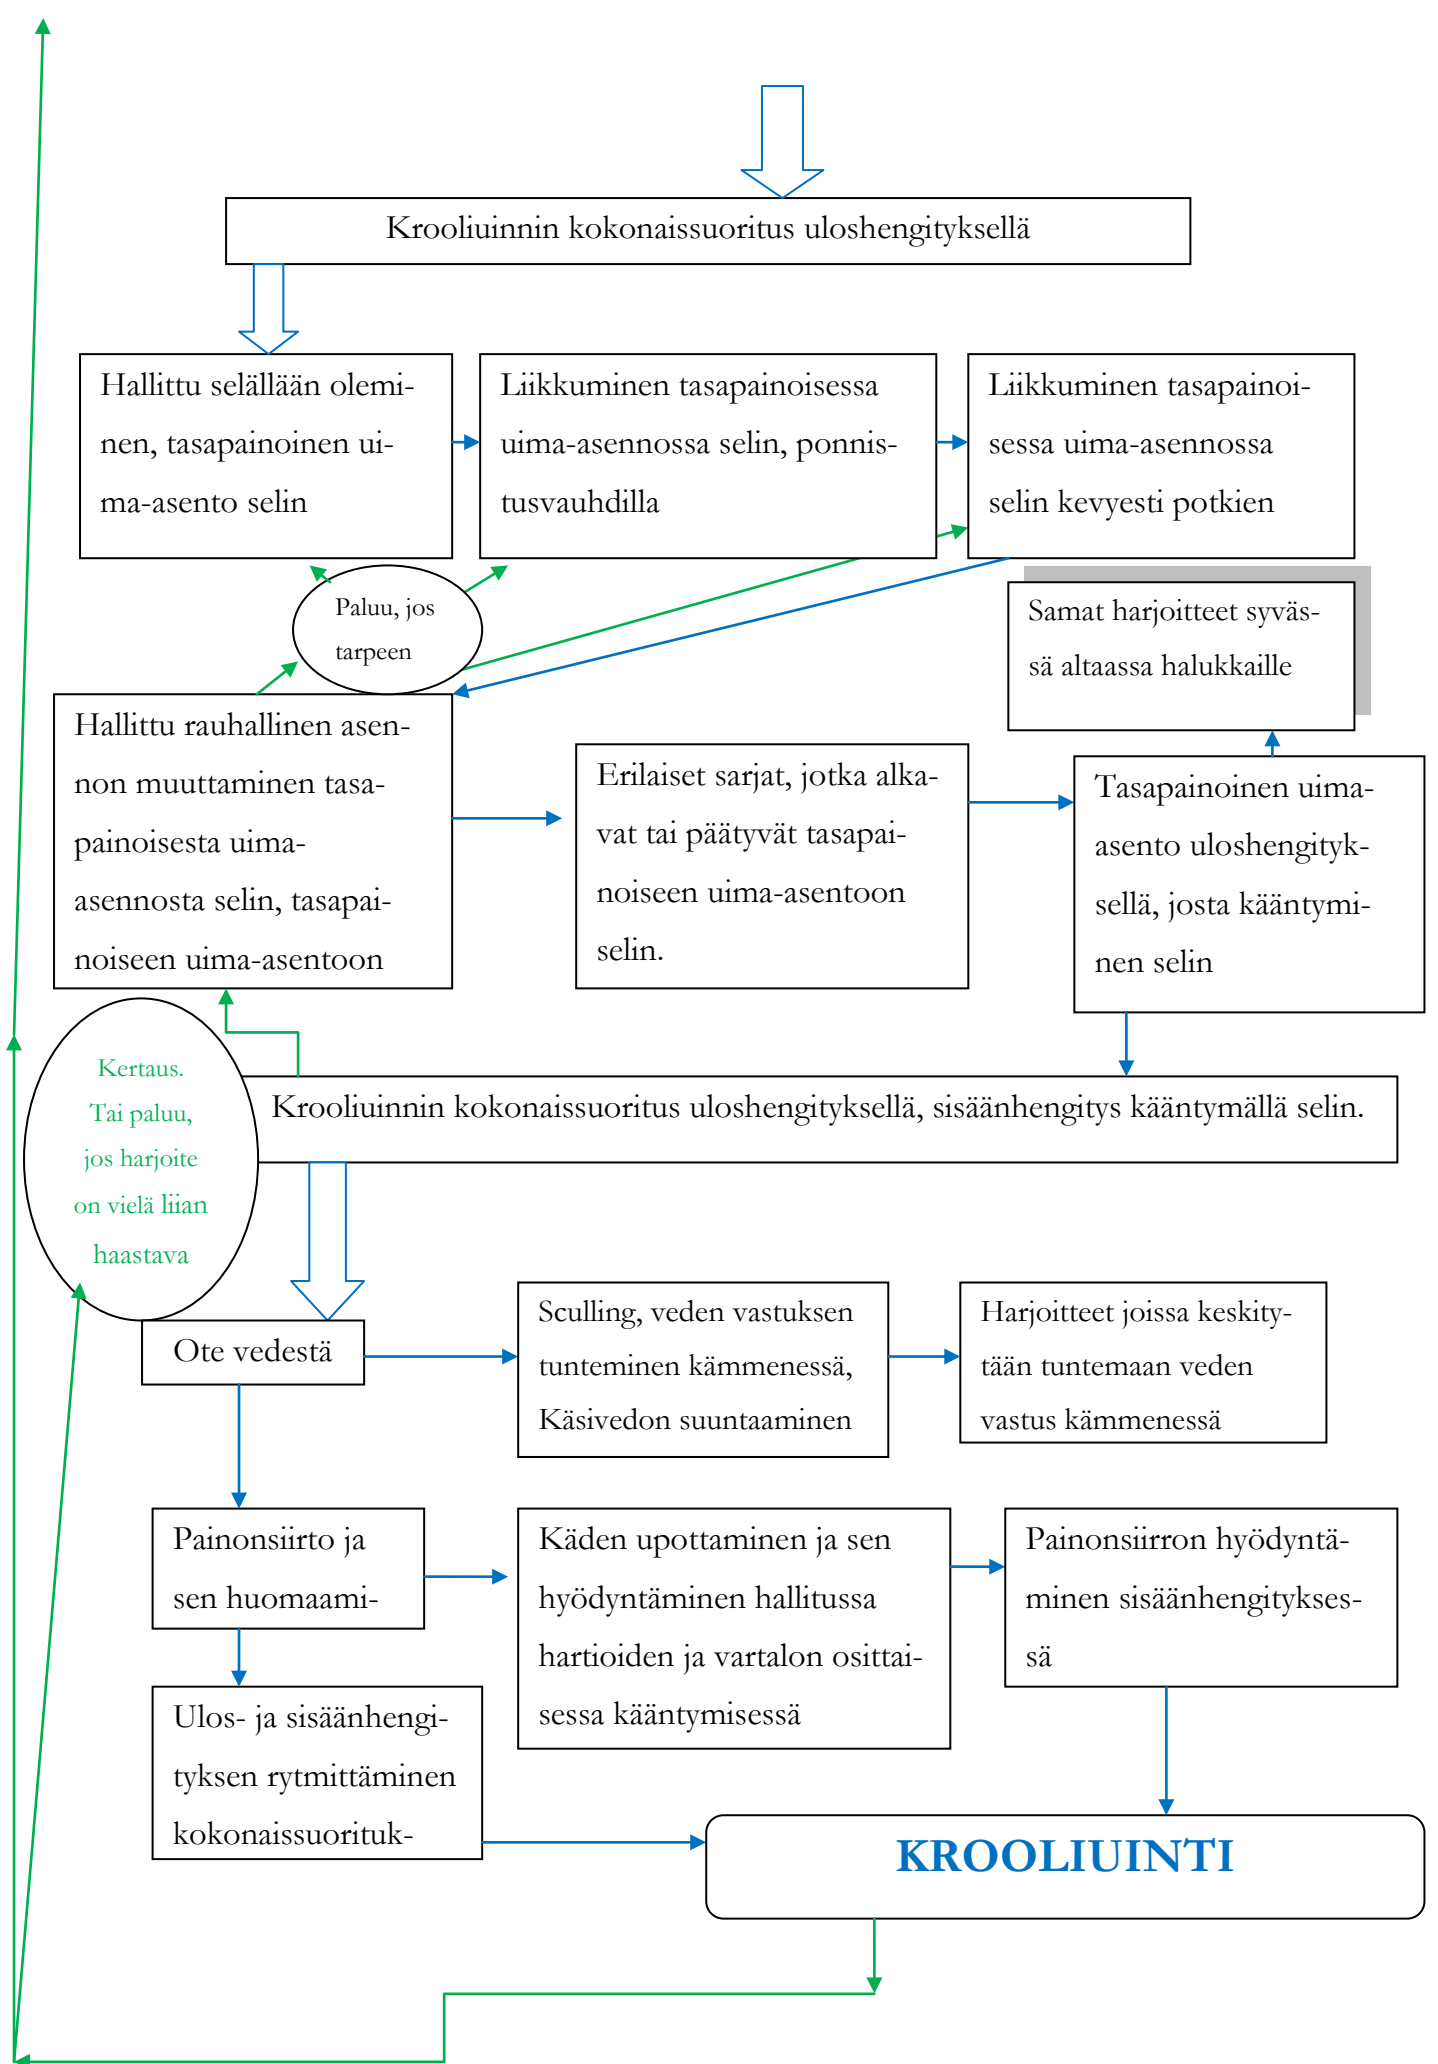 Krooliuinnin kokonaissuoritus uloshengityksellä
Hallittu selällään olemi-
nen, tasapainoinen ui-
ma-asento selin
Liikkuminen tasapainoisessa
uima-asennossa selin, ponnis-
tusvauhdilla
Liikkuminen tasapainoi-
sessa uima-asennossa
selin kevyesti potkien
Paluu, jos
tarpeen
Samat harjoitteet syväs-
sä altaassa halukkaille
Hallittu rauhallinen asen-
non muuttaminen tasa-
painoisesta uima-
asennosta selin, tasapai-
noiseen uima-asentoon
Erilaiset sarjat, jotka alka-
vat tai päätyvät tasapai-
noiseen uima-asentoon
selin.
Tasapainoinen uima-
asento uloshengityk-
sellä, josta kääntymi-
nen selin
Kertaus.
Tai paluu,
jos harjoite
on vielä liian
haastava
Krooliuinnin kokonaissuoritus uloshengityksellä, sisäänhengitys kääntymällä selin.
Ote vedestä
Sculling, veden vastuksen
tunteminen kämmenessä,
Käsivedon suuntaaminen
Harjoitteet joissa keskity-
tään tuntemaan veden
vastus kämmenessä
Painonsiirto ja
sen huomaami-
Käden upottaminen ja sen
hyödyntäminen hallitussa
hartioiden ja vartalon osittai-
sessa kääntymisessä
Painonsiirron hyödyntä-
minen sisäänhengitykses-
sä
Ulos- ja sisäänhengi-
tyksen rytmittäminen
kokonaissuorituk-
KROOLIUINTI